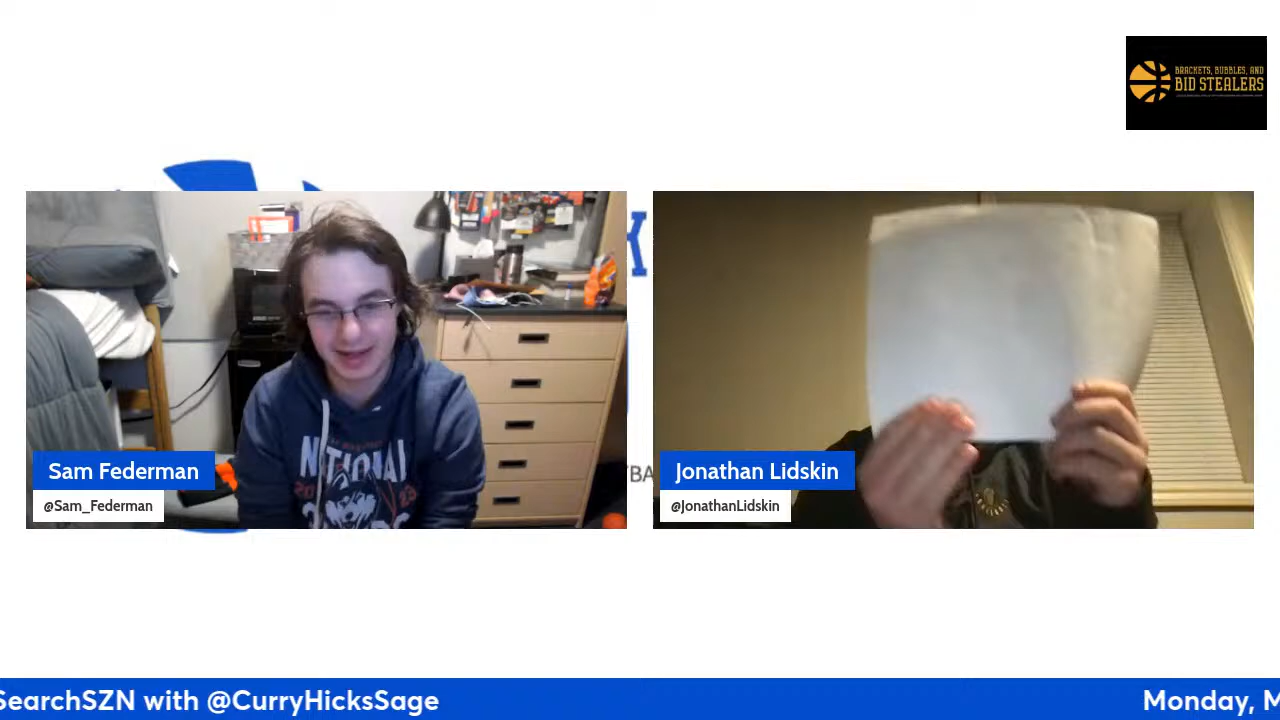 BRACKETS, BUBBLES, AND
BID STEALERS
NATIONAL
Sam Federman
@Sam_Federman
Jonathan Lidskin
@JonathanLidskin
SearchSZN with @CurryHicksSage
Monday, M